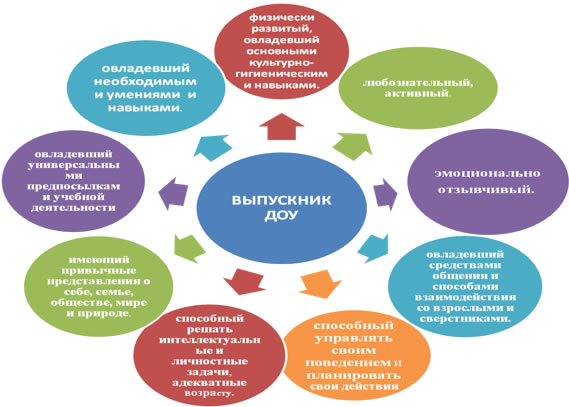 физически
развитый,
овладевший
основными
культурно-
гигиеническим
и навыками.
любознательный,
активный.
эмоционально
отзывчивый.
овладевший
средствами
общения и
способами
взаимодействия
со взрослыми и
сверстниками.
способный
управлять
своим
поведением и
планировать
свои действия
способный
решать
интеллектуальн
ые и
личностные
задачи,
адекватные
возрасту.
имеющий
привычные
представления о
себе, семье,
обществе, мире
и природе.
овладевший
универсальны
ми
предпосылкам
и учебной
деятельности
овладевший
необходимым
и умениями и
навыками.
ВЫПУСКНИК
ДОУ